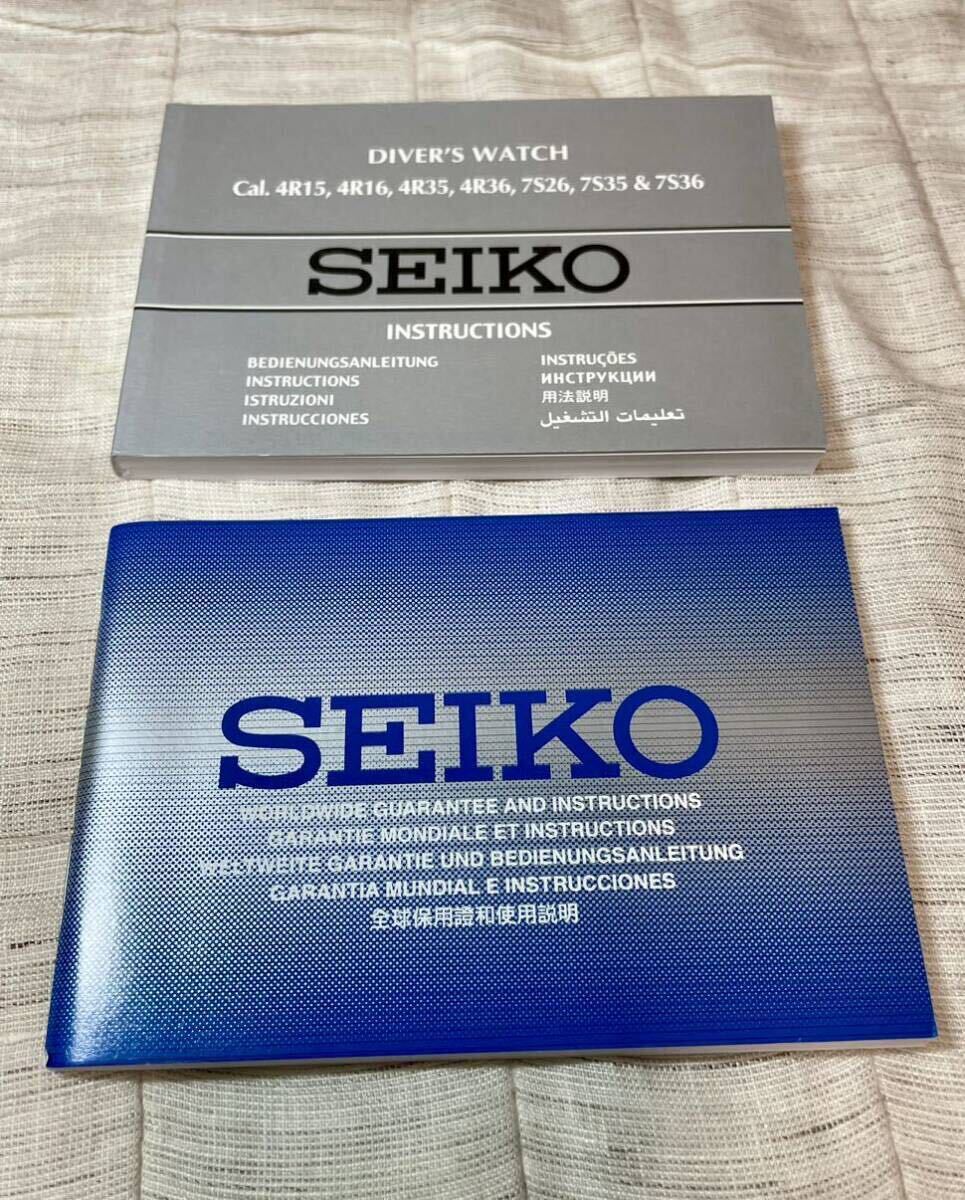 DIVER'S WATCH
Cal. 4R15, 4R16, 4R35, 4R36, 7S26, 7S35 & 7S36
SEIKO
INSTRUCTIONS
BEDIENUNGSANLEITUNG
INSTRUCTIONS
ISTRUZIONI
INSTRUCCIONES
INSTRUÇÕES
ИНСТРУКЦИИ
用法説明
تعليمات التشغيل
SEIKO
WORLDWIDE GUARANTEE AND INSTRUCTIONS
GARANTIE MONDIALE ET INSTRUCTIONS
WELTWEITE GARANTIE UND BEDIENUNGSANLEITUNG
GARANTIA MUNDIAL E INSTRUCCIONES
全球保用證和使用説明